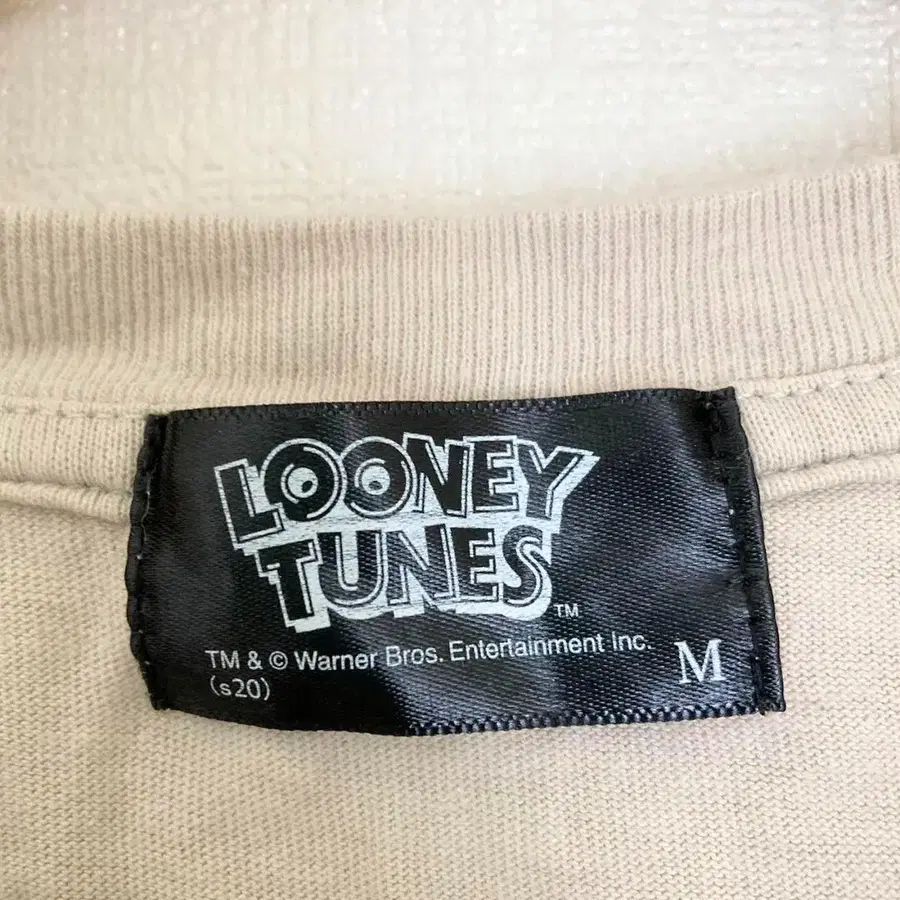 LOONEY
TUNES
TM
TM & © Warner Bros. Entertainment Inc.
(s20)
M